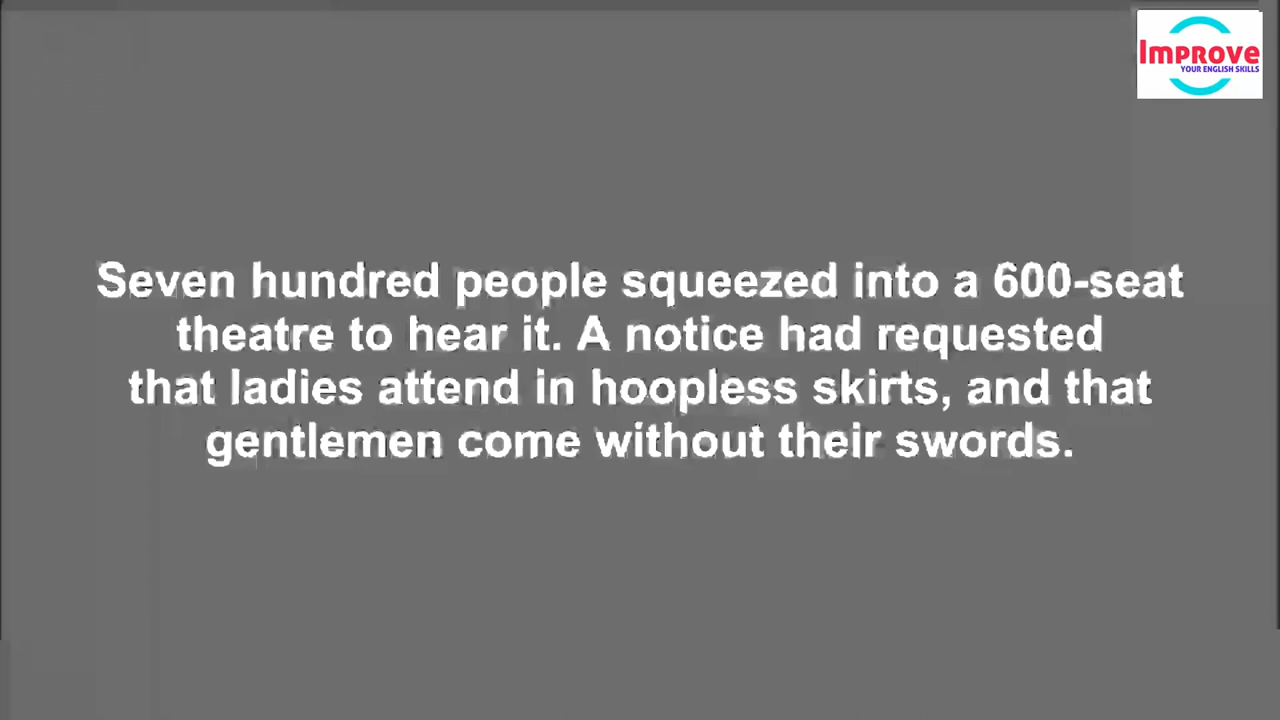 Improve
YOUR ENGLISH SKILLS
Seven hundred people squeezed into a 600-seat
theatre to hear it. A notice had requested
that ladies attend in hoopless skirts, and that
gentlemen come without their swords.